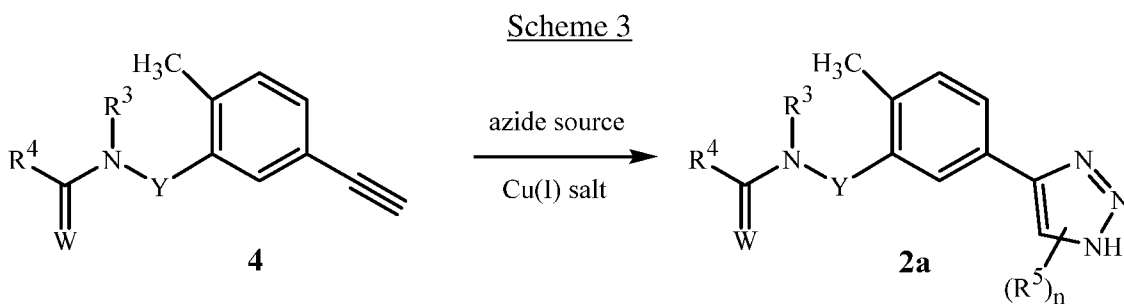 Scheme 3
H₃C
R³
R⁴
N
Y
W
4
azide source
Cu(I) salt
H₃C
R³
R⁴
N
Y
W
N
N
NH
(R⁵)ₙ
2a